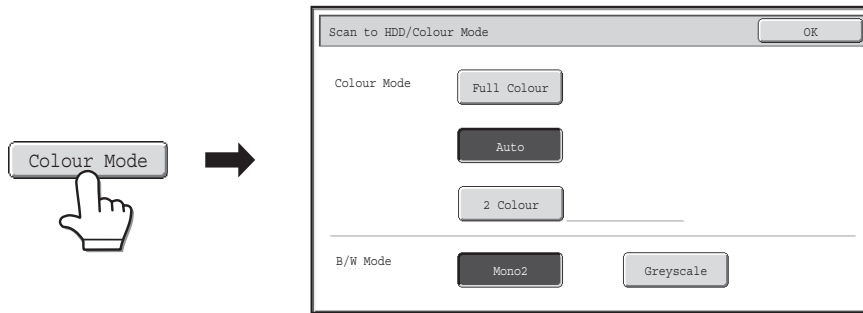 Colour Mode
Scan to HDD/Colour Mode
OK
Colour Mode
Full Colour
Auto
2 Colour
B/W Mode
Mono2
Greyscale